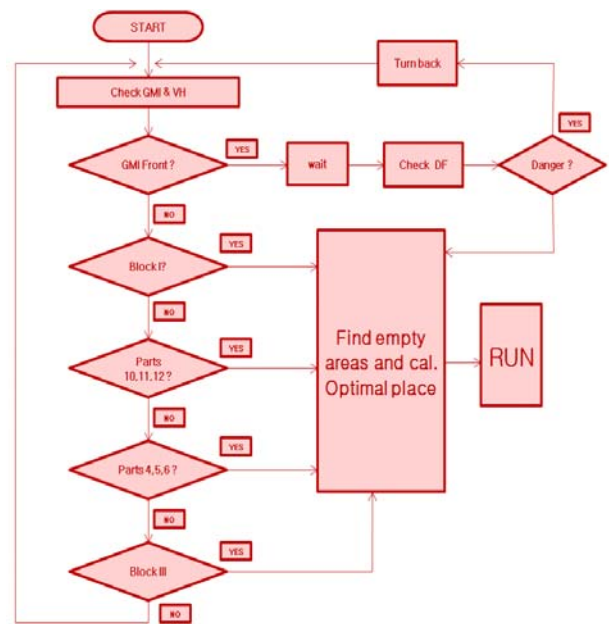 START
Turn back
Check GMI & VH
YES
GMI Front ?
YES
wait
Check DF
Danger ?
NO
Block I?
YES
NO
Find empty
areas and cal.
Optimal place
RUN
Parts
10,11,12 ?
YES
NO
Parts 4,5,6 ?
YES
NO
Block III
YES
NO